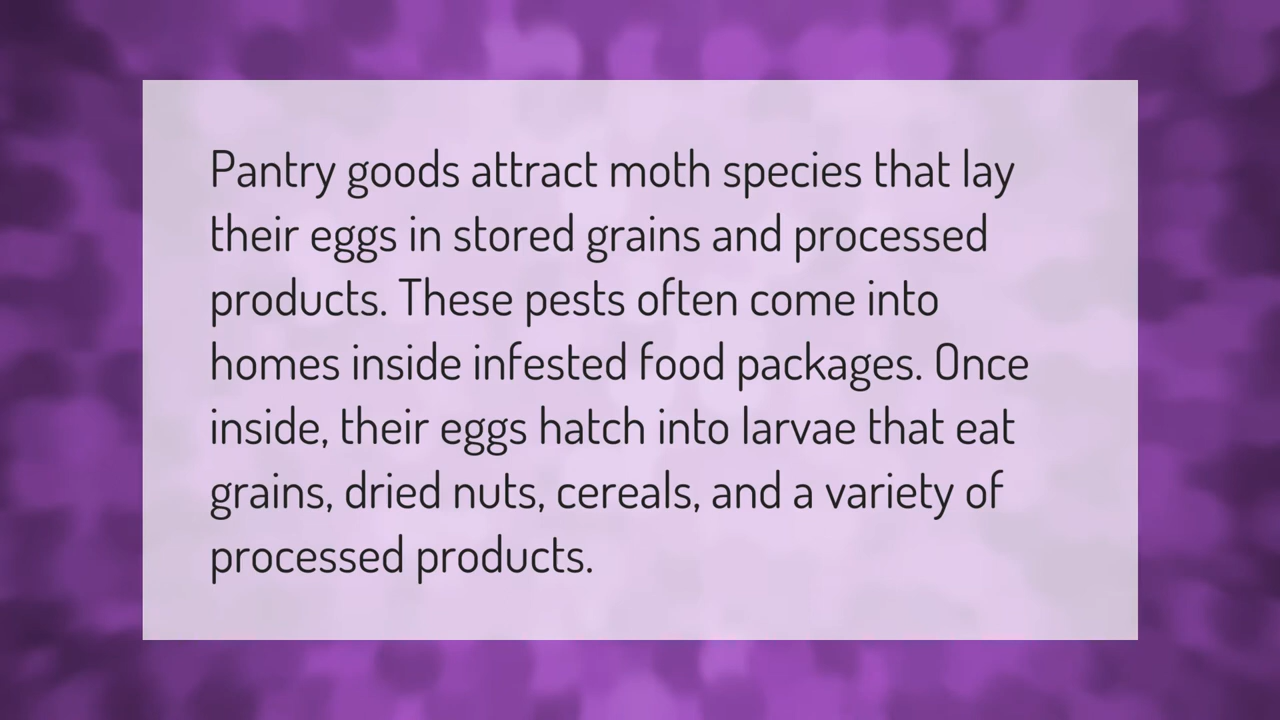 Pantry goods attract moth species that lay
their eggs in stored grains and processed
products. These pests often come into
homes inside infested food packages. Once
inside, their eggs hatch into larvae that eat
grains, dried nuts, cereals, and a variety of
processed products.